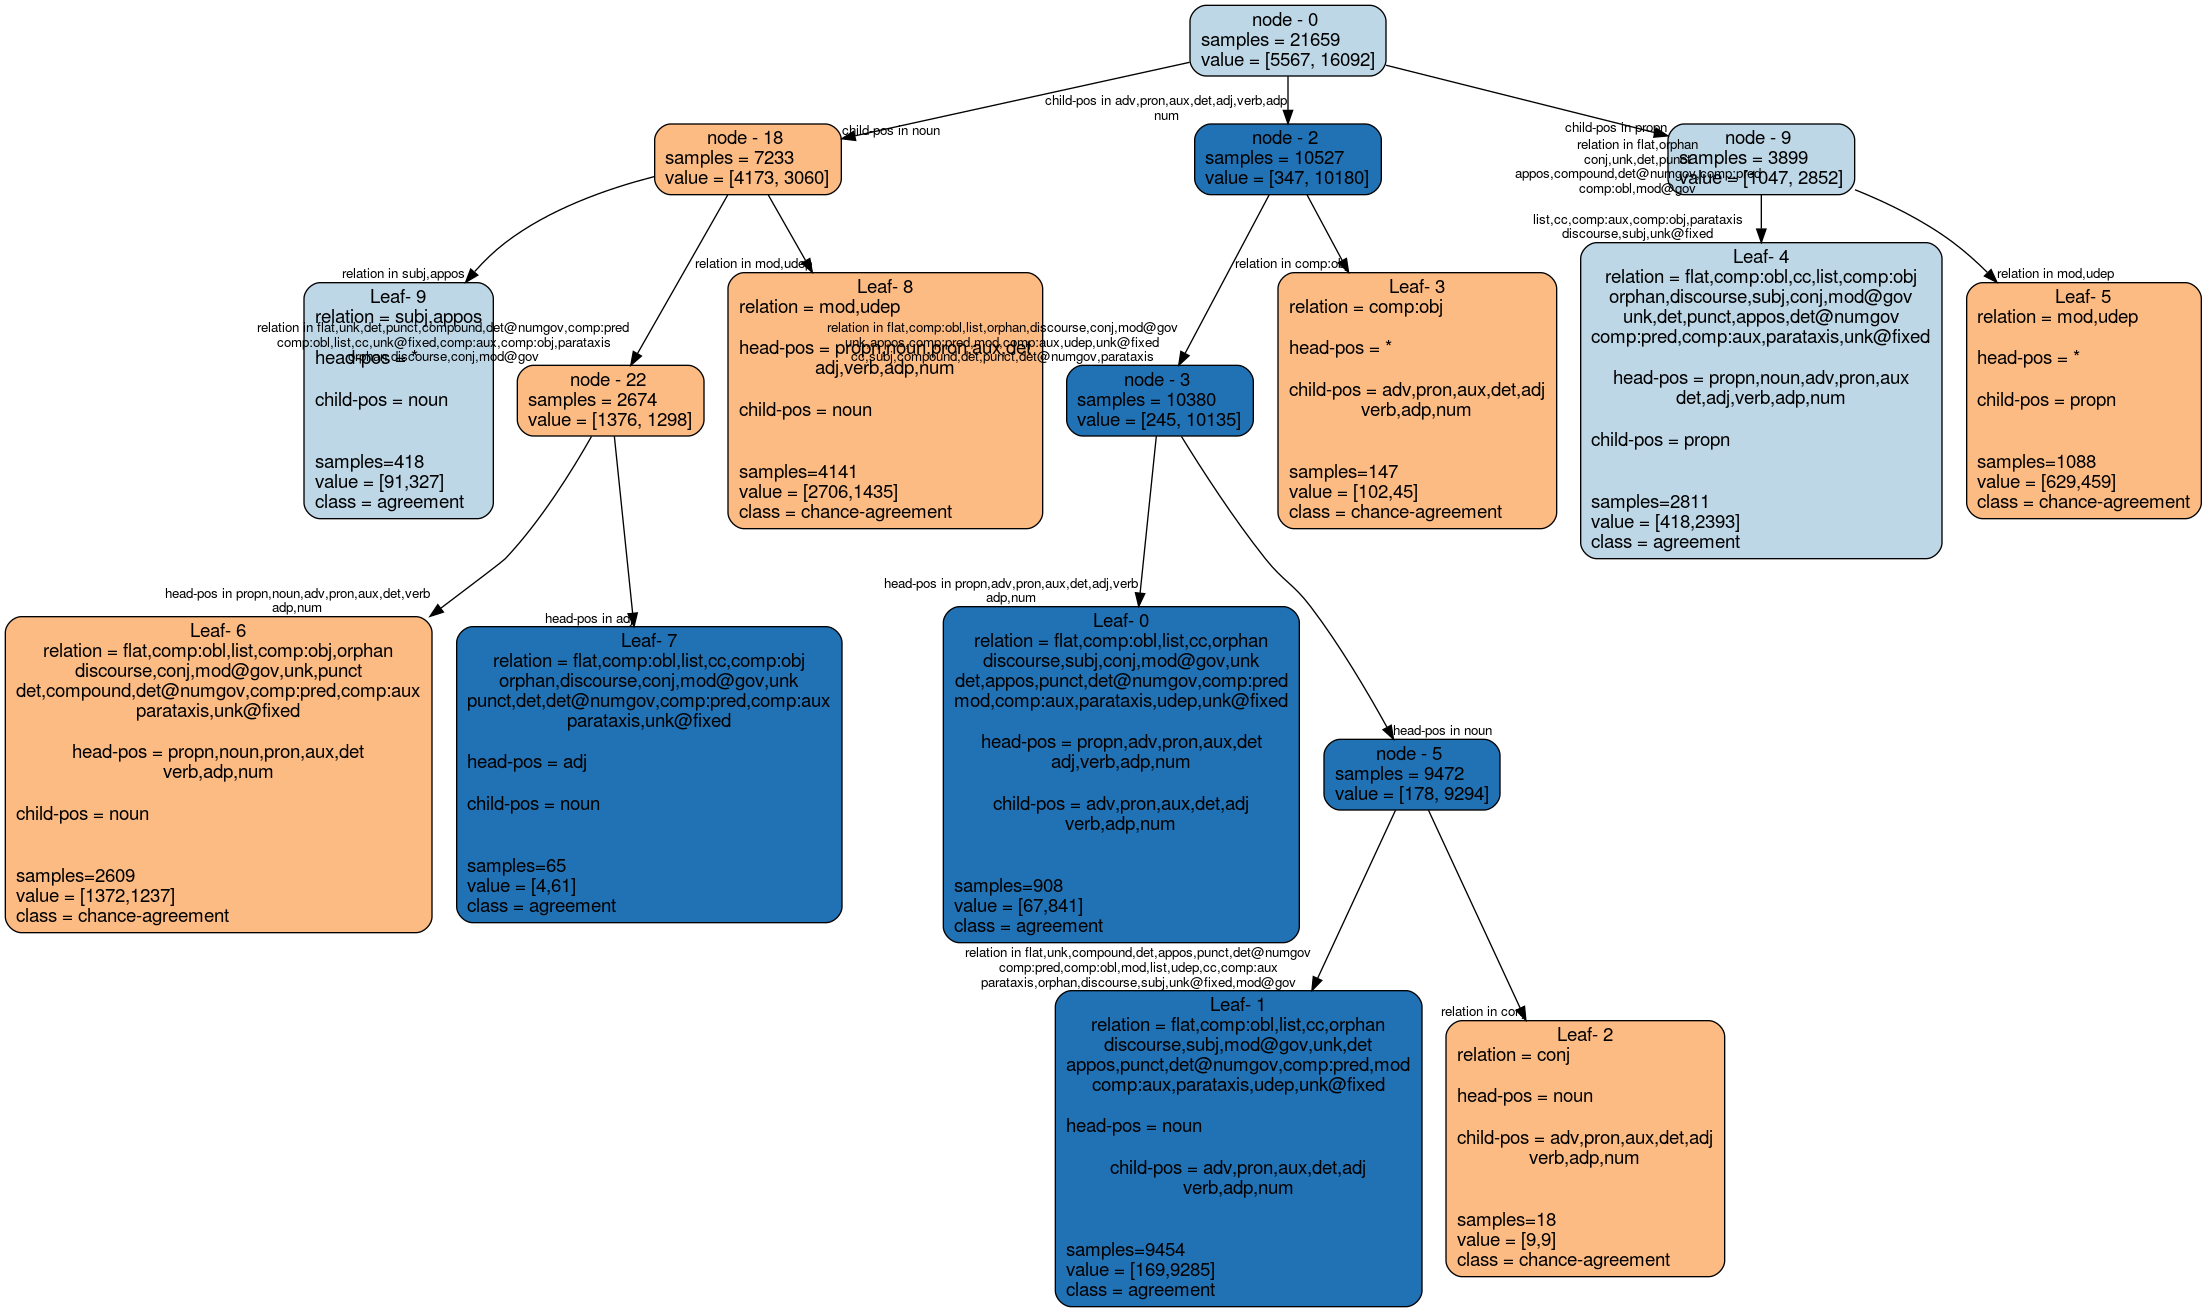 node - 0
samples = 21659
value = [5567, 16092]
child-pos in noun
child-pos in adv,pron,aux,det,adj,verb,adp
num
child-pos in propn
node - 18
samples = 7233
value = [4173, 3060]
node - 2
samples = 10527
value = [347, 10180]
node - 9
samples = 3899
value = [1047, 2852]
relation in flat,orphan
conj,unk,det,punct
appos,compound,det@numgov,comp:pred
comp:obl,mod@gov
list,cc,comp:aux,comp:obj,parataxis
discourse,subj,unk@fixed
relation in subj,appos
relation in mod,udep
relation in comp:obj
relation in mod,udep
Leaf- 9
relation = subj,appos
head-pos = *
child-pos = noun
samples=418
value = [91,327]
class = agreement
relation in flat,unk,det,punct,compound,det@numgov,comp:pred
comp:obl,list,cc,unk@fixed,comp:aux,comp:obj,parataxis
orphan,discourse,conj,mod@gov
node - 22
samples = 2674
value = [1376, 1298]
Leaf- 8
relation = mod,udep
head-pos = propn,noun,pron,aux,det
adj,verb,adp,num
child-pos = noun
samples=4141
value = [2706,1435]
class = chance-agreement
relation in flat,comp:obl,list,orphan,discourse,conj,mod@gov
unk,appos,comp:pred,mod,comp:aux,udep,unk@fixed
cc,subj,compound,det,punct,det@numgov,parataxis
node - 3
samples = 10380
value = [245, 10135]
Leaf- 3
relation = comp:obj
head-pos = *
child-pos = adv,pron,aux,det,adj
verb,adp,num
samples=147
value = [102,45]
class = chance-agreement
Leaf- 4
relation = flat,comp:obl,cc,list,comp:obj
orphan,discourse,subj,conj,mod@gov
unk,det,punct,appos,det@numgov
comp:pred,comp:aux,parataxis,unk@fixed
head-pos = propn,noun,adv,pron,aux
det,adj,verb,adp,num
child-pos = propn
samples=2811
value = [418,2393]
class = agreement
Leaf- 5
relation = mod,udep
head-pos = *
child-pos = propn
samples=1088
value = [629,459]
class = chance-agreement
head-pos in propn,noun,adv,pron,aux,det,verb
adp,num
head-pos in adj
head-pos in propn,adv,pron,aux,det,adj,verb
adp,num
head-pos in noun
Leaf- 6
relation = flat,comp:obl,list,comp:obj,orphan
discourse,conj,mod@gov,unk,punct
det,compound,det@numgov,comp:pred,comp:aux
parataxis,unk@fixed
head-pos = propn,noun,pron,aux,det
verb,adp,num
child-pos = noun
samples=2609
value = [1372,1237]
class = chance-agreement
Leaf- 7
relation = flat,comp:obl,list,cc,comp:obj
orphan,discourse,conj,mod@gov,unk
punct,det,det@numgov,comp:pred,comp:aux
parataxis,unk@fixed
head-pos = adj
child-pos = noun
samples=65
value = [4,61]
class = agreement
Leaf- 0
relation = flat,comp:obl,list,cc,orphan
discourse,subj,conj,mod@gov,unk
det,appos,punct,det@numgov,comp:pred
mod,comp:aux,parataxis,udep,unk@fixed
head-pos = propn,adv,pron,aux,det
adj,verb,adp,num
child-pos = adv,pron,aux,det,adj
verb,adp,num
samples=908
value = [67,841]
class = agreement
node - 5
samples = 9472
value = [178, 9294]
relation in flat,unk,compound,det,appos,punct,det@numgov
comp:pred,comp:obl,mod,list,udep,cc,comp:aux
parataxis,orphan,discourse,subj,unk@fixed,mod@gov
relation in conj
Leaf- 1
relation = flat,comp:obl,list,cc,orphan
discourse,subj,mod@gov,unk,det
appos,punct,det@numgov,comp:pred,mod
comp:aux,parataxis,udep,unk@fixed
head-pos = noun
child-pos = adv,pron,aux,det,adj
verb,adp,num
samples=9454
value = [169,9285]
class = agreement
Leaf- 2
relation = conj
head-pos = noun
child-pos = adv,pron,aux,det,adj
verb,adp,num
samples=18
value = [9,9]
class = chance-agreement